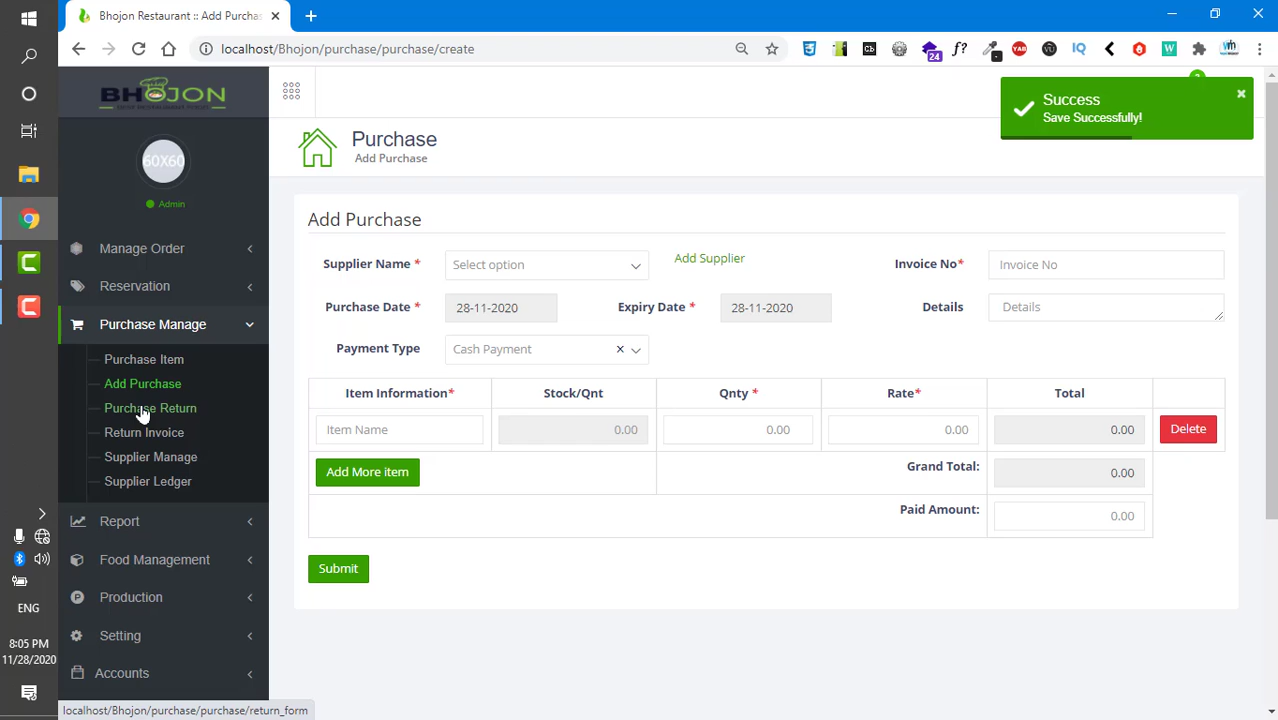 Bhojon Restaurant :: Add Purchas
localhost/Bhojon/purchase/purchase/create
24
BHOJON
60X60
Admin
Manage Order
Reservation
Purchase Manage
Purchase Item
Add Purchase
Purchase Return
Return Invoice
Supplier Manage
Supplier Ledger
Report
Food Management
Production
Setting
Accounts
Purchase
Add Purchase
Success
Save Successfully!
Add Purchase
Supplier Name * Select option Add Supplier Invoice No* Invoice No
Purchase Date * 28-11-2020 Expiry Date * 28-11-2020 Details Details
Payment Type Cash Payment
Item Information* Stock/Qnt Qnty * Rate* Total
Item Name 0.00 0.00 0.00 0.00 Delete
Add More item Grand Total: 0.00
Paid Amount: 0.00
Submit
ENG
8:05 PM
11/28/2020
localhost/Bhojon/purchase/purchase/return_form